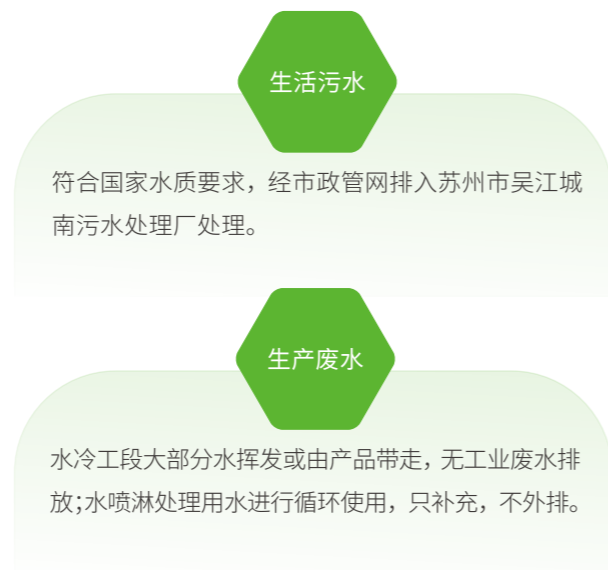 生活污水
符合国家水质要求，经市政管网排入苏州市吴江城
南污水处理厂处理。
生产废水
水冷工段大部分水挥发或由产品带走，无工业废水排
放;水喷淋处理用水进行循环使用，只补充，不外排。